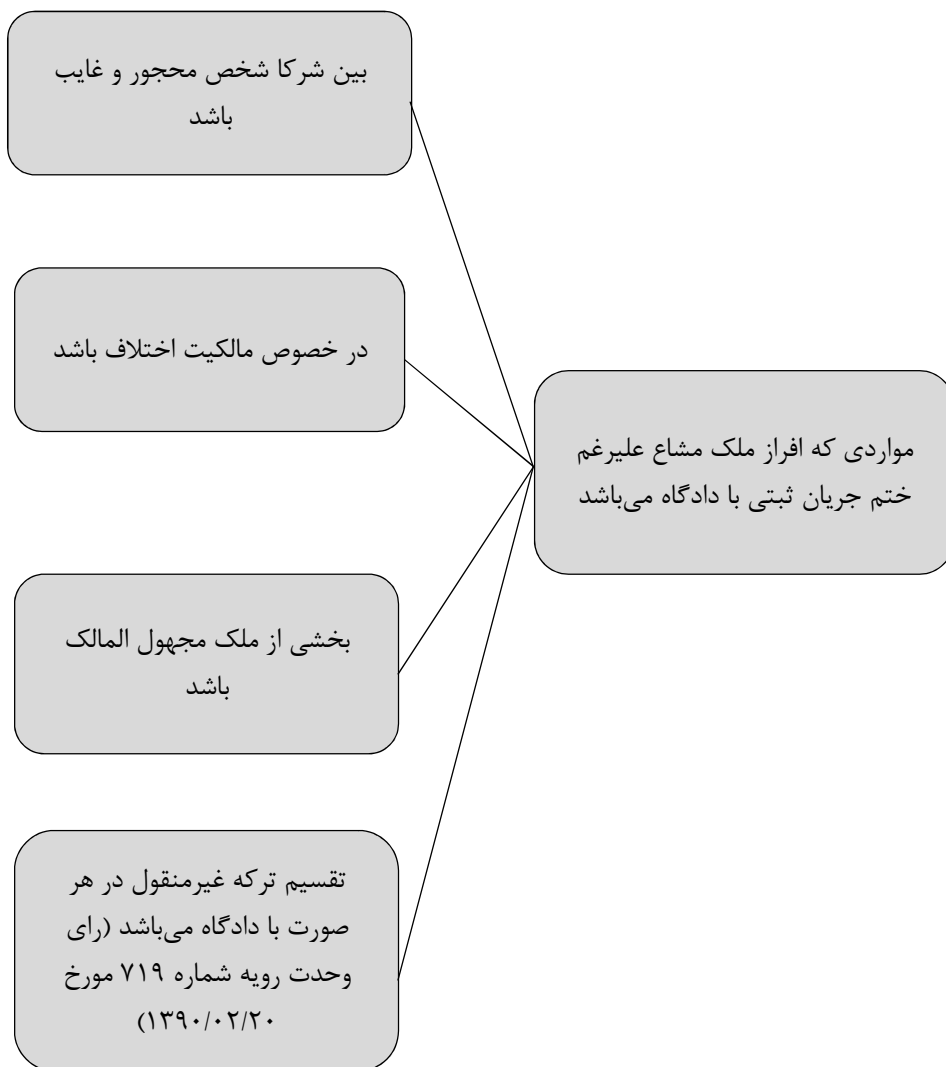 مواردی که افراز ملک مشاع علیرغم
ختم جریان ثبتی با دادگاه می‌باشد
بین شرکا شخص محجور و غایب
باشد
در خصوص مالکیت اختلاف باشد
بخشی از ملک مجهول المالک
باشد
تقسیم ترکه غیرمنقول در هر
صورت با دادگاه می‌باشد (رای
وحدت رویه شماره ۷۱۹ مورخ
۱۳۹۰/۰۲/۲۰)